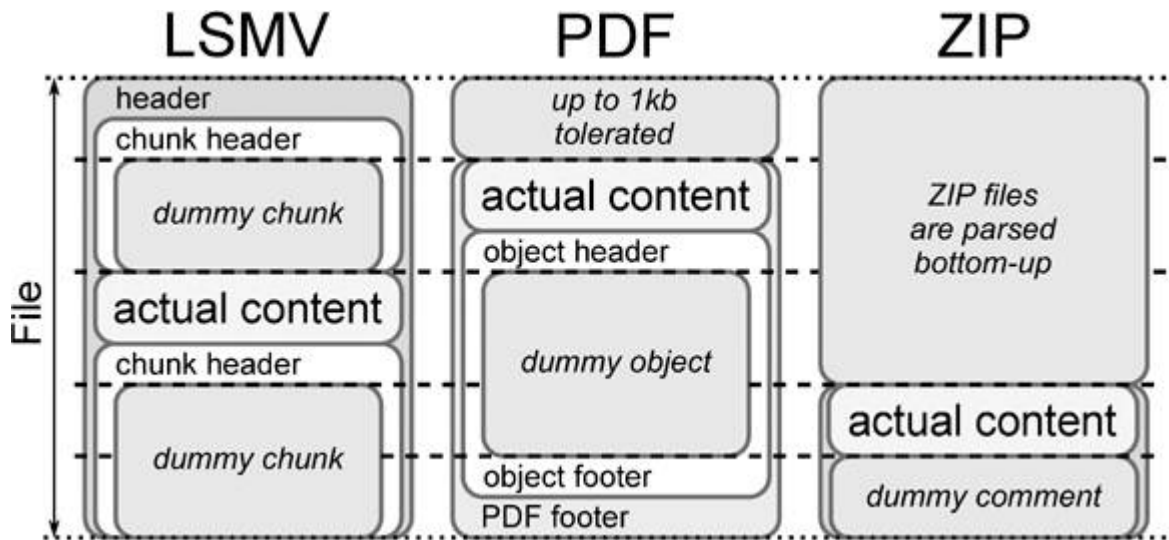 LSMV
PDF
ZIP
File
header
chunk header
dummy chunk
actual content
chunk header
dummy chunk
up to 1kb
tolerated
actual content
object header
dummy object
object footer
PDF footer
ZIP files
are parsed
bottom-up
actual content
dummy comment